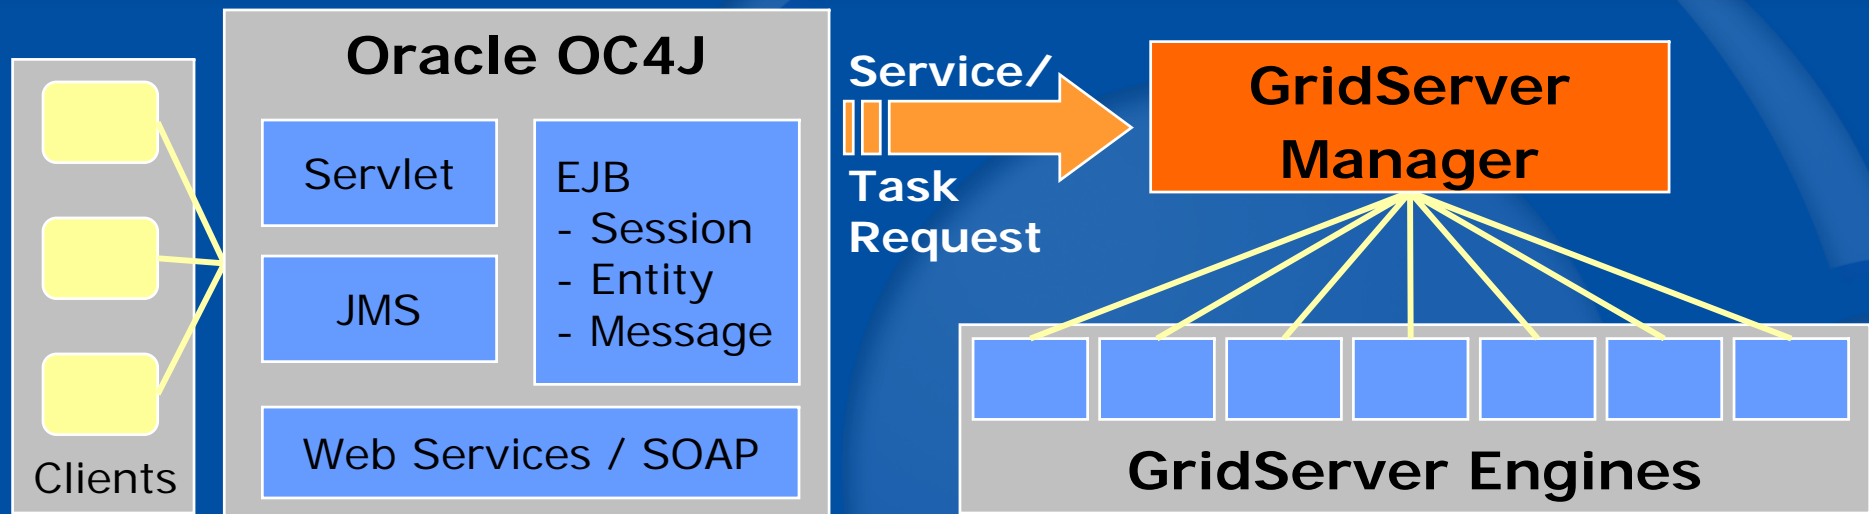 Clients
Oracle OC4J
Servlet
JMS
EJB
- Session
- Entity
- Message
Web Services / SOAP
Service/
Task
Request
GridServer
Manager
GridServer Engines